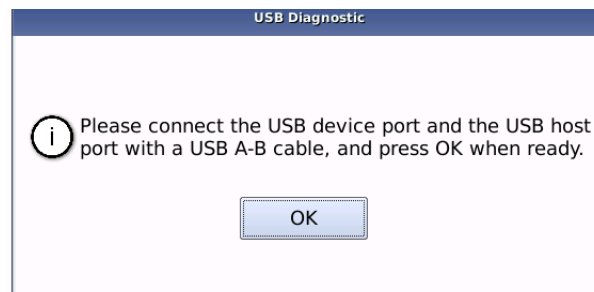 USB Diagnostic
i
Please connect the USB device port and the USB host
port with a USB A-B cable, and press OK when ready.
OK